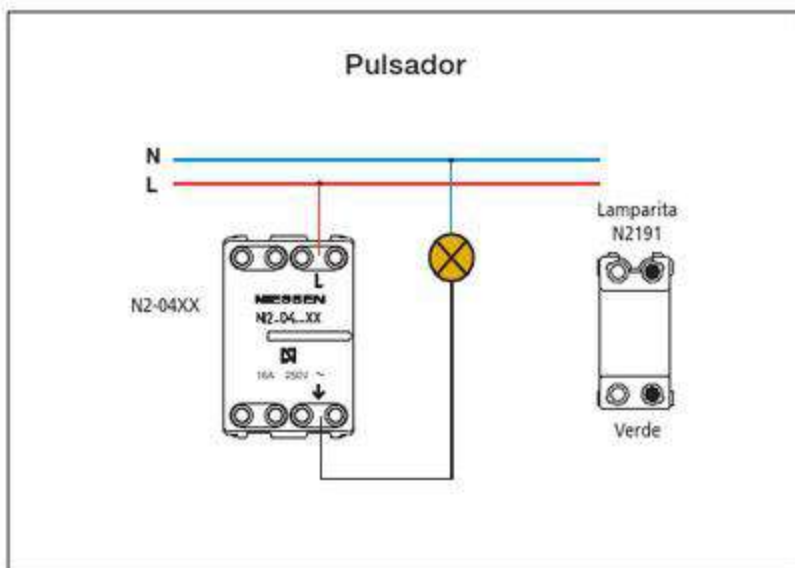 Pulsador
N
L
Lamparita
N2191
L
N2-04XX
NIESSEN
N2-04...XX
16A 250V ~
Verde